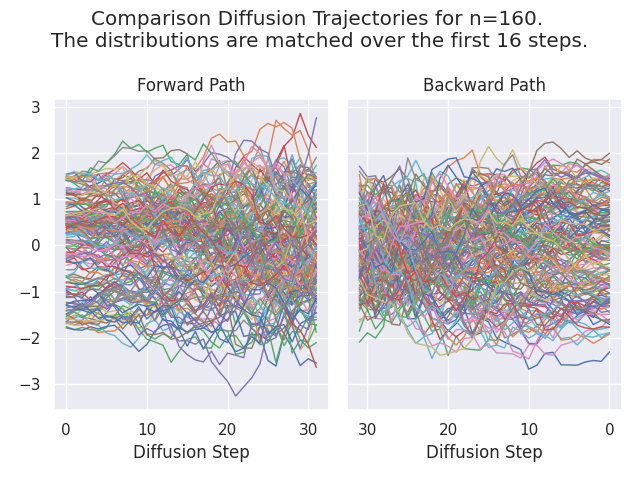 Comparison Diffusion Trajectories for n=160.
The distributions are matched over the first 16 steps.
Forward Path
Backward Path
3
2
1
0
−1
−2
−3
0 10 20 30
30 20 10 0
Diffusion Step
Diffusion Step